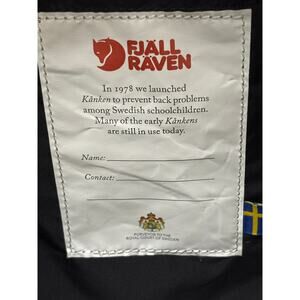 FJÄLL
RÄVEN
In 1978 we launched
Kånken to prevent back problems
among Swedish schoolchildren.
Many of the early Kånkens
are still in use today.
Name:
Contact:
PURVEYOR TO THE
ROYAL COURT OF SWEDEN